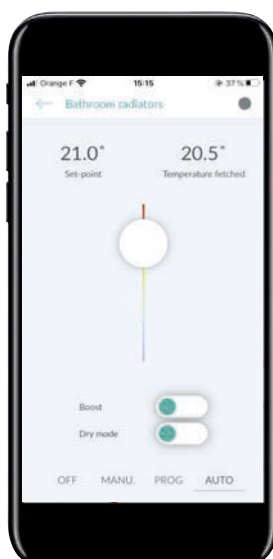 Orange F 15:15 37 %
Bathroom radiators
21.0° 20.5°
Set-point Temperature fetched
Boost
Dry mode
OFF MANU. PROG AUTO